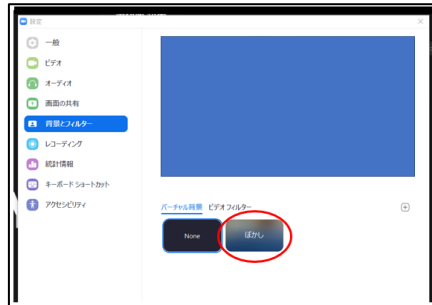 設定
一般
ビデオ
オーディオ
画面の共有
背景とフィルター
レコーディング
統計情報
キーボード ショートカット
アクセシビリティ
バーチャル背景 ビデオ フィルター
None
ぼかし